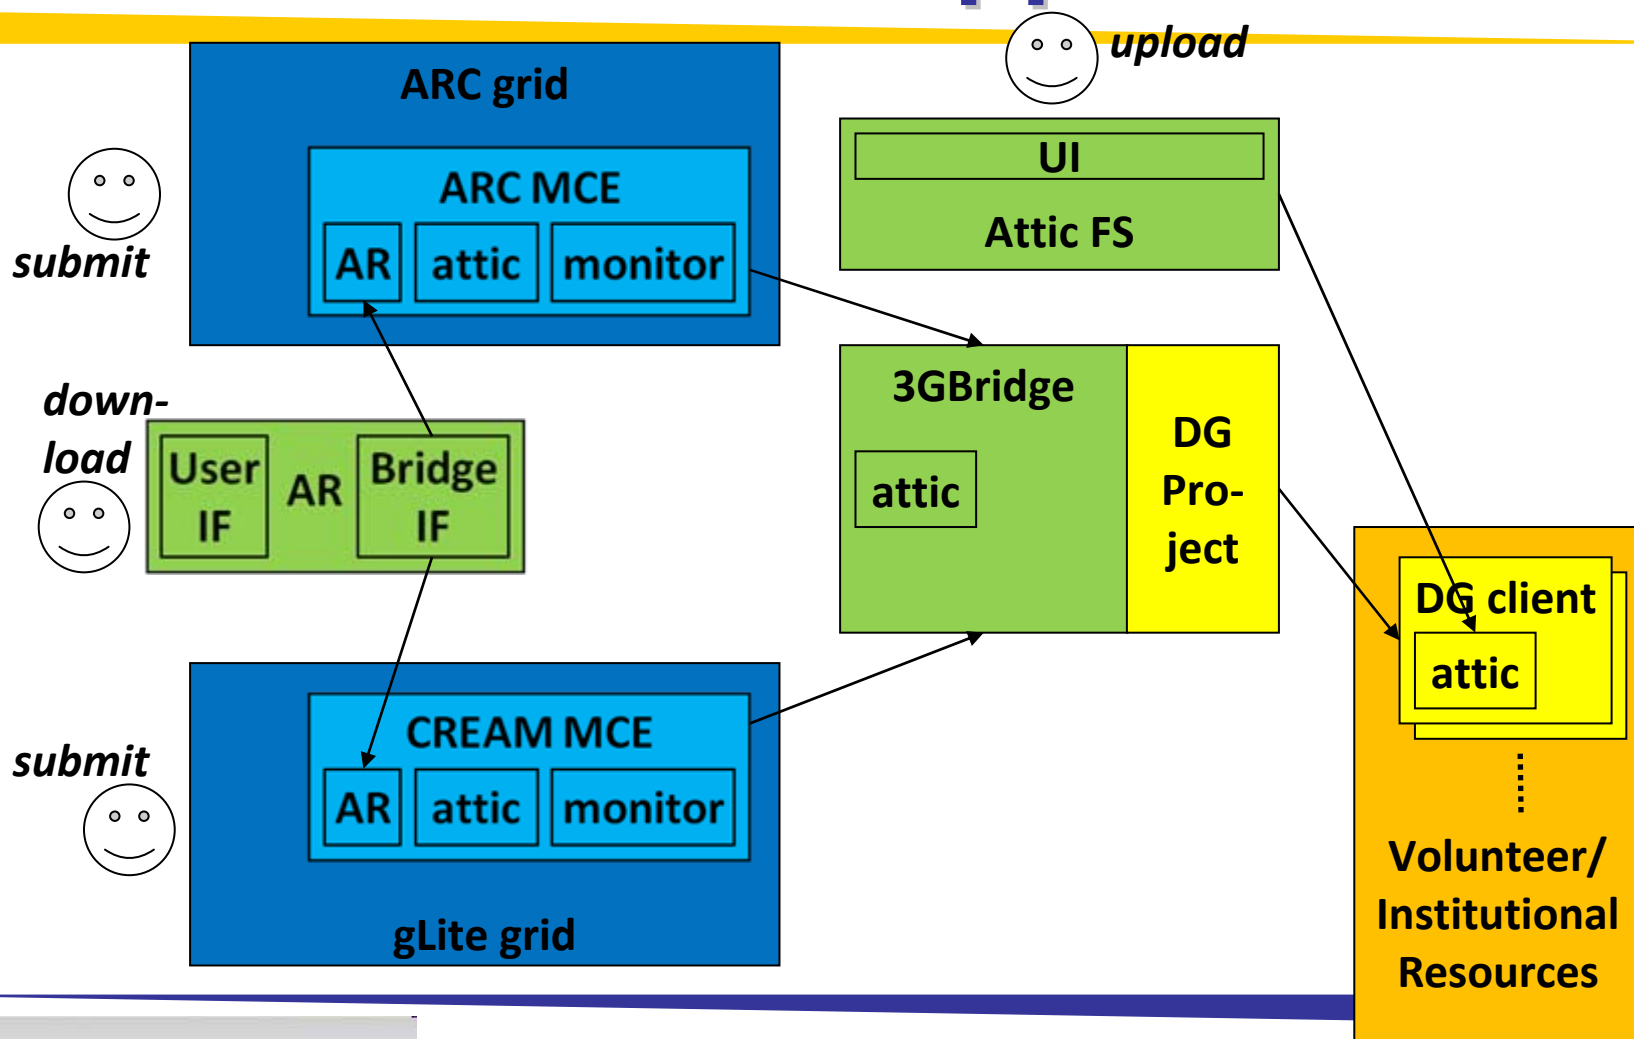 upload
ARC grid
ARC MCE
AR attic monitor
submit
UI
Attic FS
down-
load
User
IF
AR
Bridge
IF
3GBridge
attic
DG
Pro-
ject
DG client
attic
submit
CREAM MCE
AR attic monitor
gLite grid
Volunteer/
Institutional
Resources